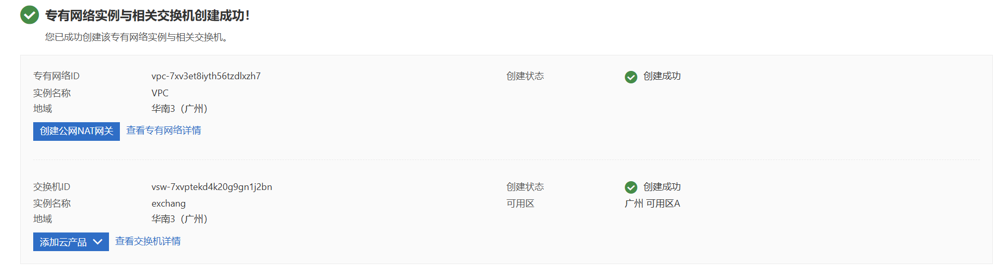 专有网络实例与相关交换机创建成功！
您已成功创建该专有网络实例与相关交换机。
专有网络ID vpc-7xv3et8iyth56tzdlxzh7 创建状态 创建成功
实例名称 VPC
地域 华南3（广州）
创建公网NAT网关 查看专有网络详情
交换机ID vsw-7xvptekd4k20g9gn1j2bn 创建状态 创建成功
实例名称 exchang 可用区 广州 可用区A
地域 华南3（广州）
添加云产品 查看交换机详情